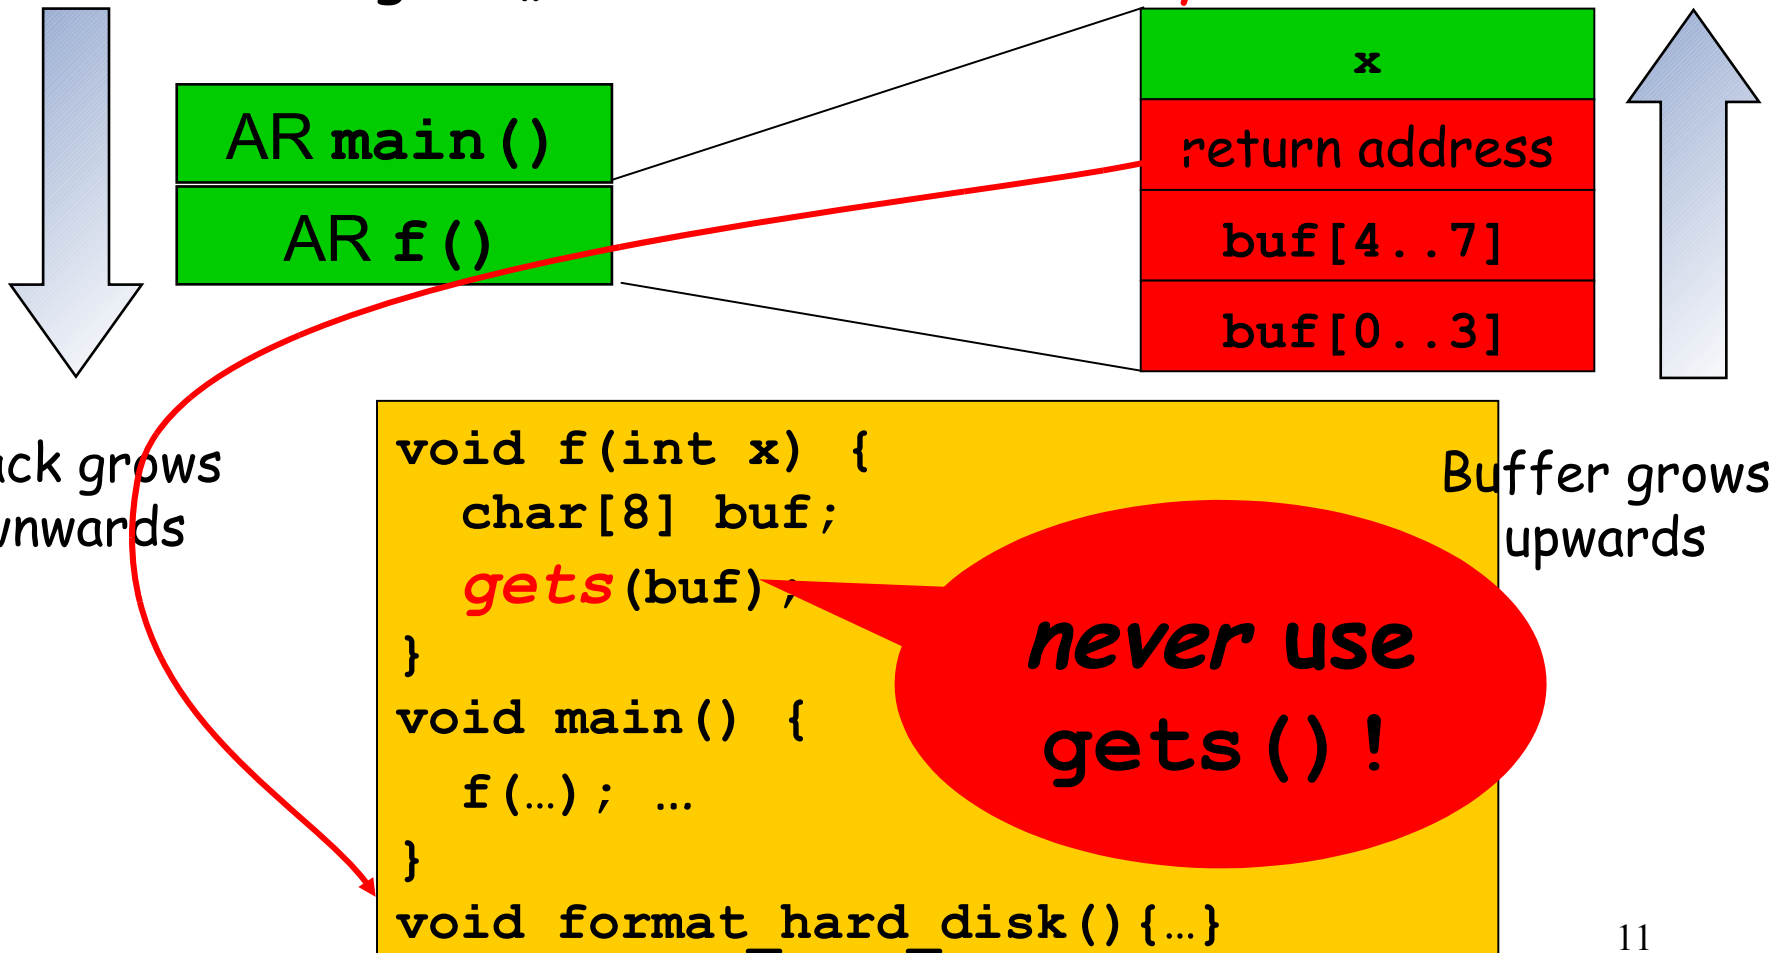 x
AR main()
return address
AR f()
buf[4..7]
buf[0..3]
grows
Buffer grows
upwards
void f(int x) {
char[8] buf;
gets(buf);
}
void main() {
f(…); …
}
void format_hard_disk(){…}
never use
gets()!
11